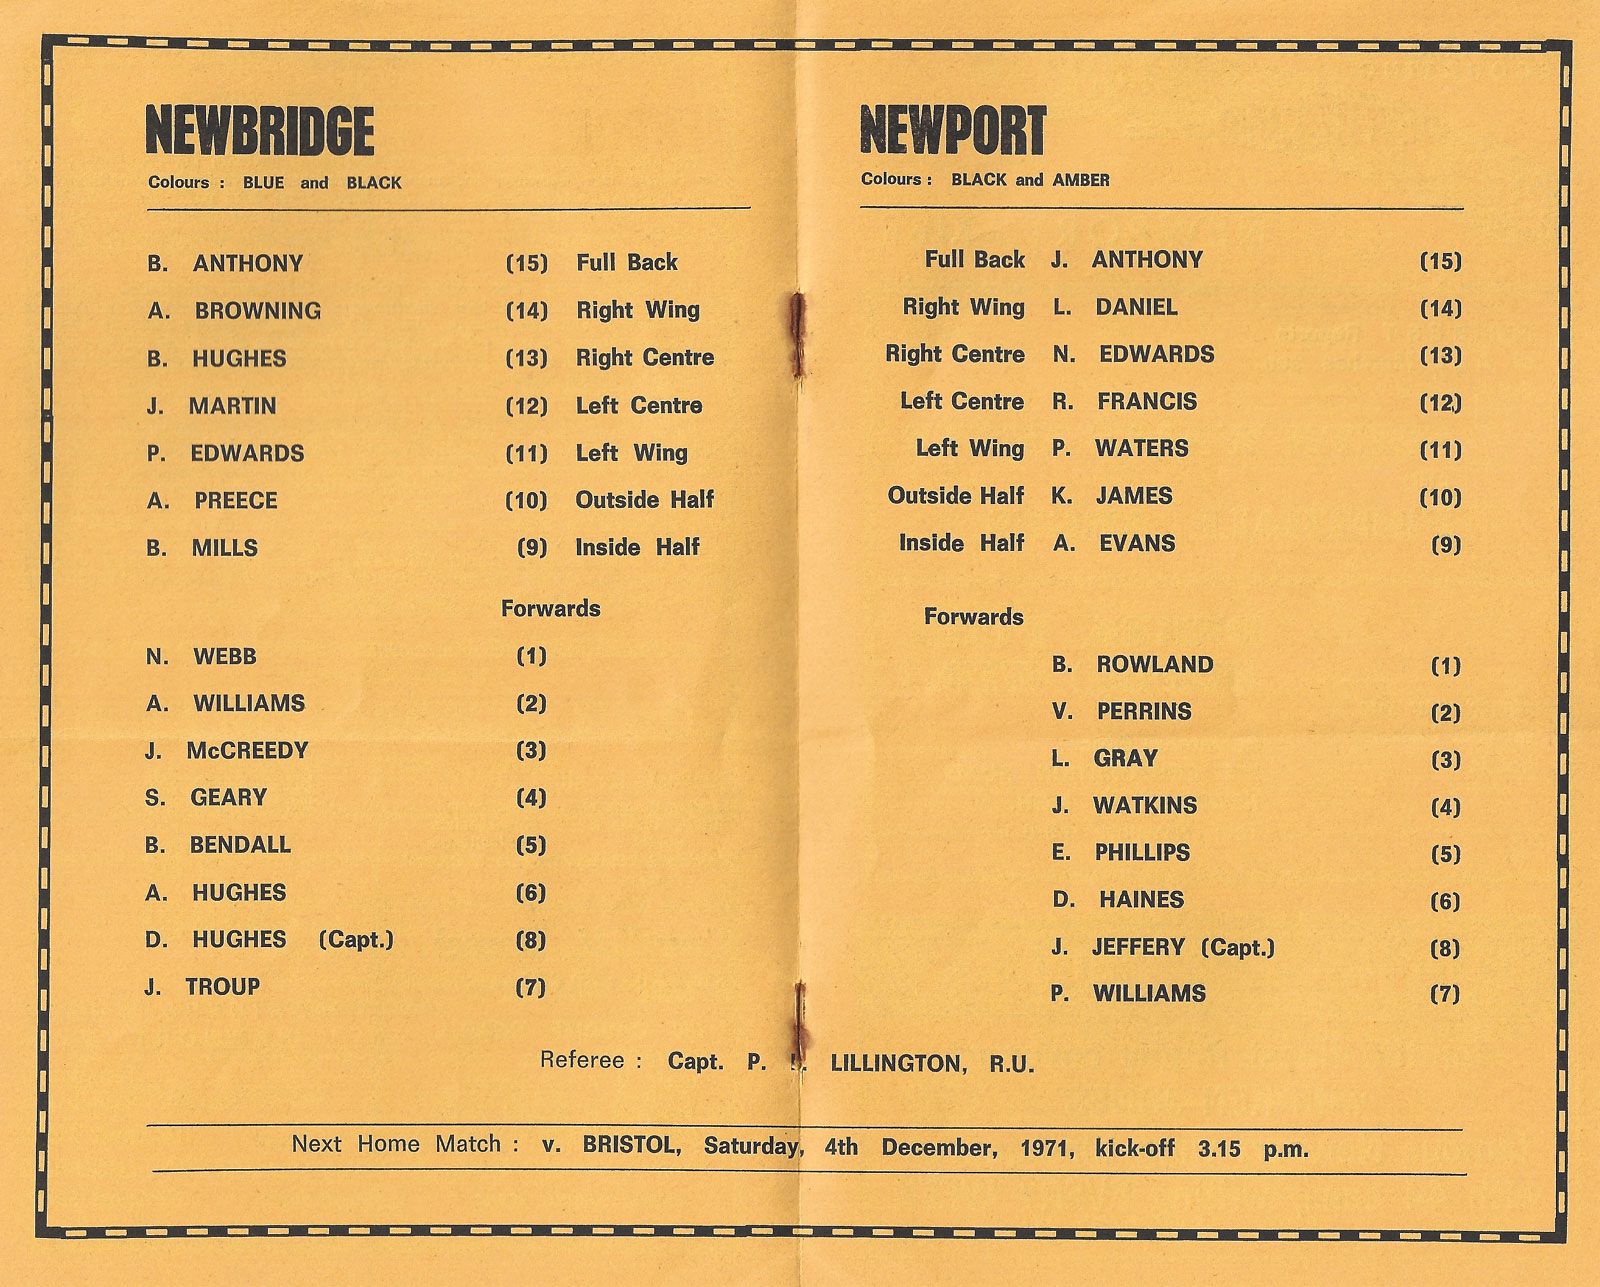 NEWBRIDGE
Colours : BLUE and BLACK
B. ANTHONY (15) Full Back
A. BROWNING (14) Right Wing
B. HUGHES (13) Right Centre
J. MARTIN (12) Left Centre
P. EDWARDS (11) Left Wing
A. PREECE (10) Outside Half
B. MILLS (9) Inside Half
Forwards
N. WEBB (1)
A. WILLIAMS (2)
J. McCREEDY (3)
S. GEARY (4)
B. BENDALL (5)
A. HUGHES (6)
D. HUGHES (Capt.) (8)
J. TROUP (7)
NEWPORT
Colours : BLACK and AMBER
Full Back J. ANTHONY (15)
Right Wing L. DANIEL (14)
Right Centre N. EDWARDS (13)
Left Centre R. FRANCIS (12)
Left Wing P. WATERS (11)
Outside Half K. JAMES (10)
Inside Half A. EVANS (9)
Forwards
B. ROWLAND (1)
V. PERRINS (2)
L. GRAY (3)
J. WATKINS (4)
E. PHILLIPS (5)
D. HAINES (6)
J. JEFFERY (Capt.) (8)
P. WILLIAMS (7)
Referee : Capt. P. LILLINGTON, R.U.
Next Home Match : v. BRISTOL, Saturday, 4th December, 1971, kick-off 3.15 p.m.